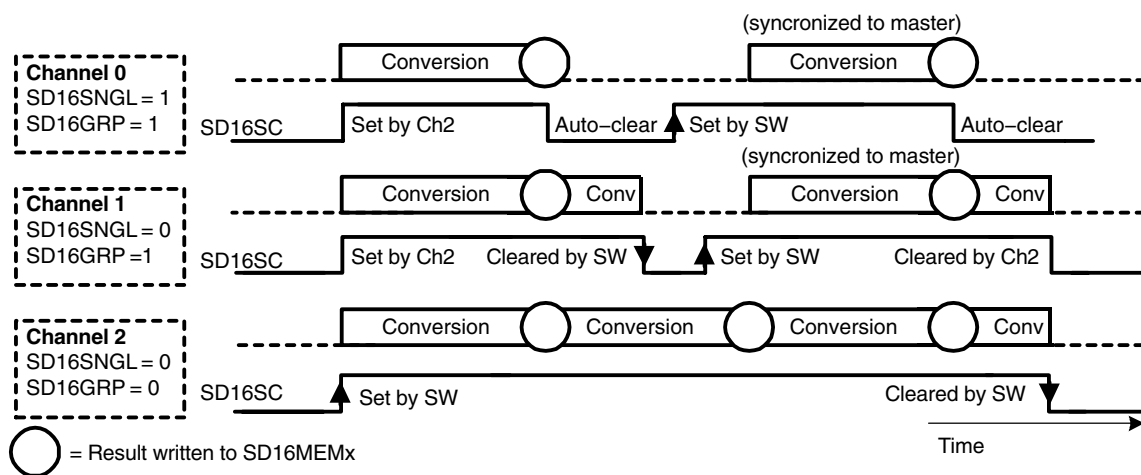 (syncronized to master)
Channel 0
SD16SNGL = 1
SD16GRP = 1
Conversion
Conversion
SD16SC
Set by Ch2
Auto−clear
Set by SW
Auto−clear
(syncronized to master)
Channel 1
SD16SNGL = 0
SD16GRP =1
Conversion
Conv
Conversion
Conv
SD16SC
Set by Ch2
Cleared by SW
Set by SW
Cleared by Ch2
Channel 2
SD16SNGL = 0
SD16GRP = 0
Conversion
Conversion
Conversion
Conv
SD16SC
Set by SW
Cleared by SW
= Result written to SD16MEMx
Time